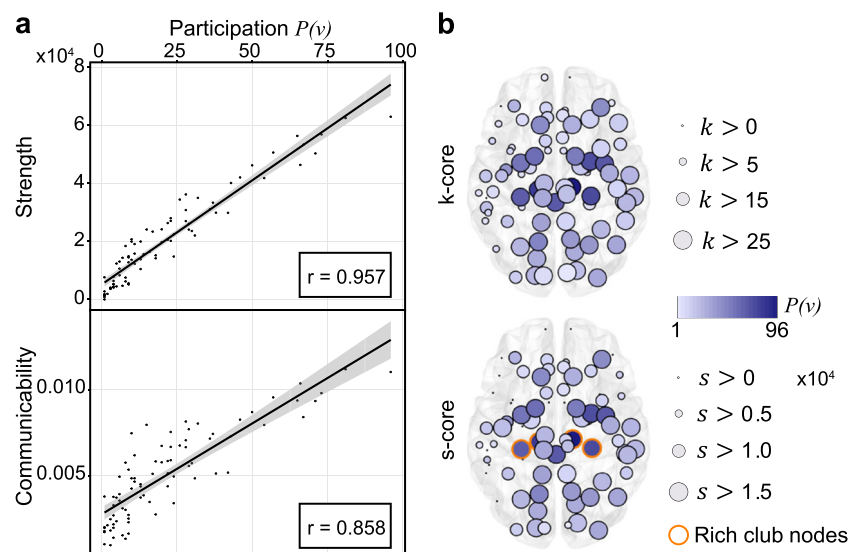 a
Participation P(v)
x10⁴
0 25 50 75 100
8
6
4
2
0
Strength
r = 0.957
0.010
0.005
Communicability
r = 0.858
b
k-core
k > 0
k > 5
k > 15
k > 25
P(v)
1 96
s-core
s > 0 x10⁴
s > 0.5
s > 1.0
s > 1.5
Rich club nodes